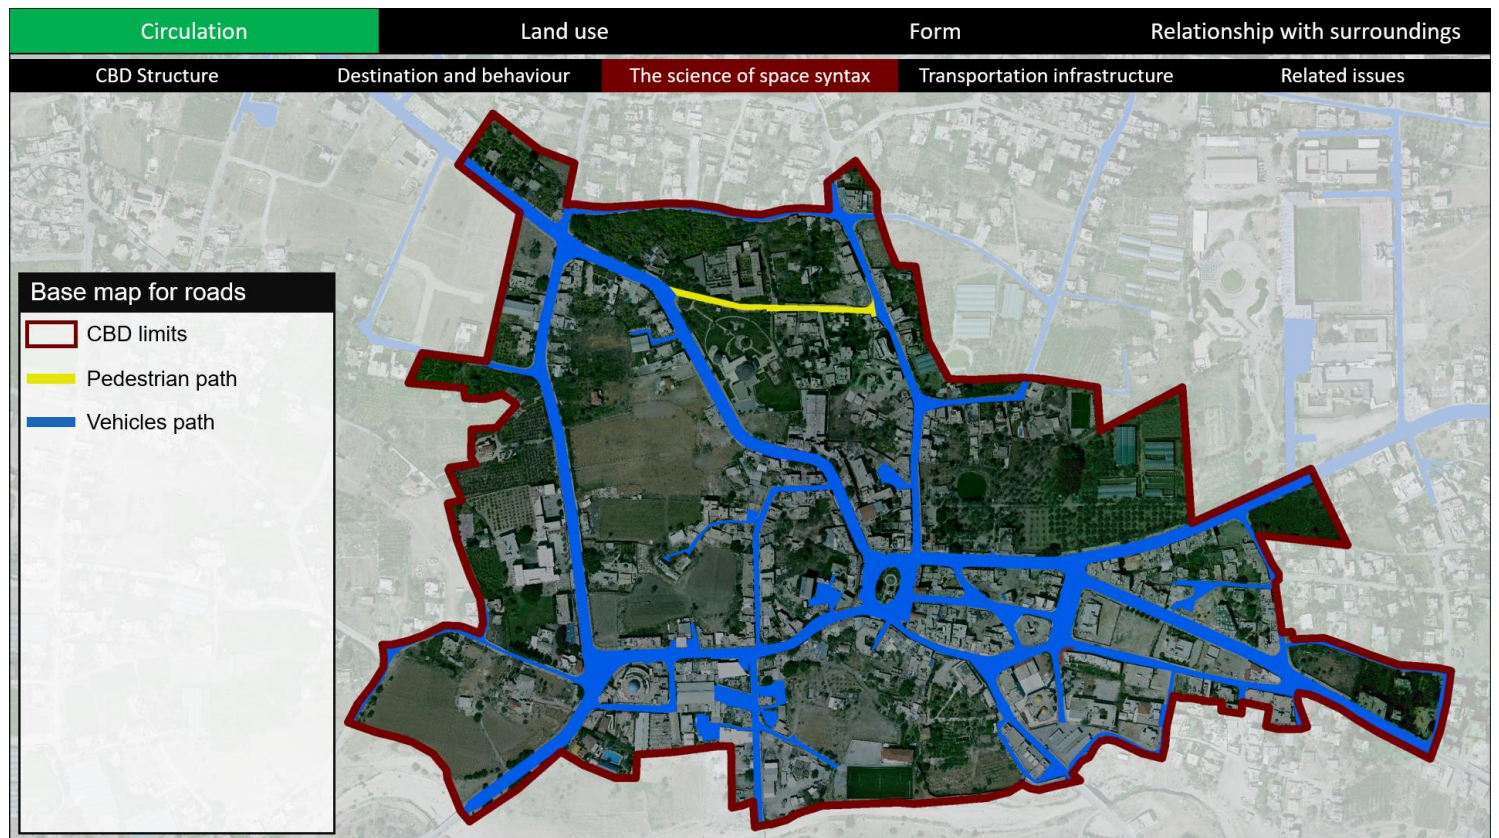 Circulation
Land use
Form
Relationship with surroundings
CBD Structure
Destination and behaviour
The science of space syntax
Transportation infrastructure
Related issues
Base map for roads
CBD limits
Pedestrian path
Vehicles path